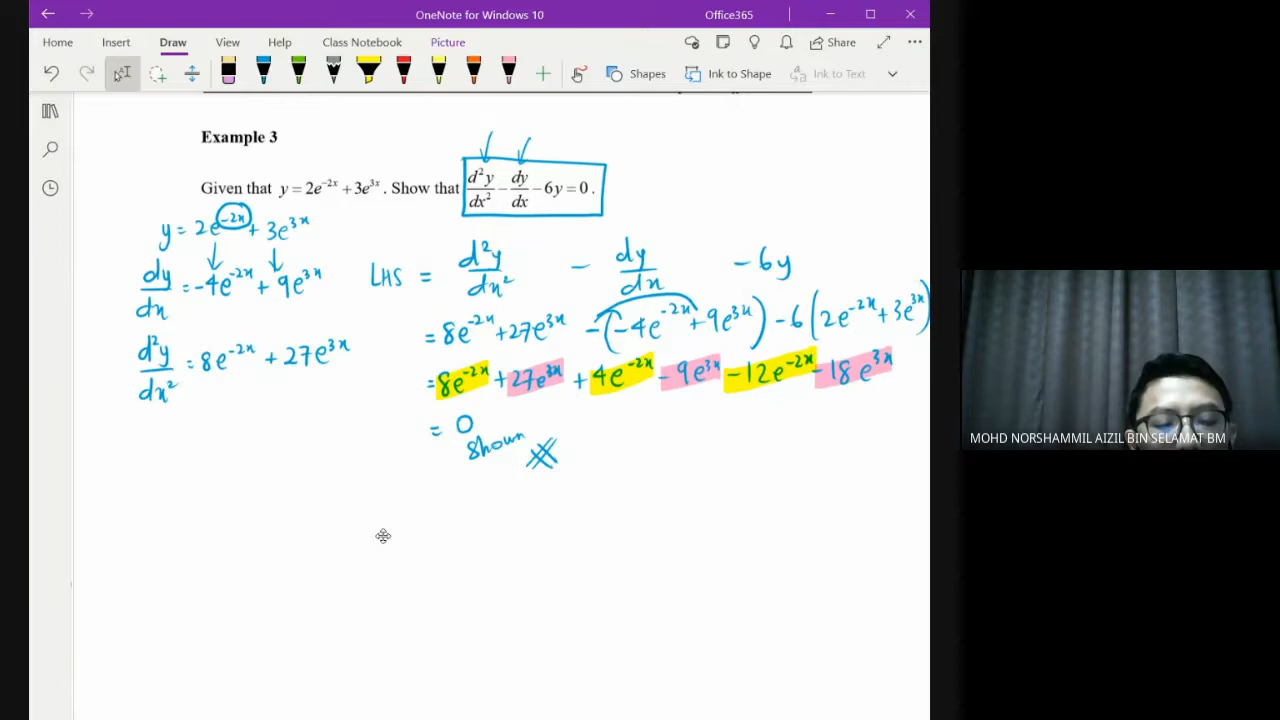 OneNote for Windows 10
Office365
Home Insert Draw View Help Class Notebook Picture
Share
Shapes Ink to Shape Ink to Text
Example 3
Given that y = 2e^{-2x} + 3e^{3x}. Show that d²y/dx² - dy/dx - 6y = 0.
y = 2e^{-2x} + 3e^{3x}
dy/dx = -4e^{-2x} + 9e^{3x}
d²y/dx² = 8e^{-2x} + 27e^{3x}
LHS = d²y/dx² - dy/dx - 6y
= 8e^{-2x} + 27e^{3x} - (-4e^{-2x} + 9e^{3x}) - 6(2e^{-2x} + 3e^{3x})
= 8e^{-2x} + 27e^{3x} + 4e^{-2x} - 9e^{3x} - 12e^{-2x} - 18e^{3x}
= 0
Shown
MOHD NORSHAMMIL AIZIL BIN SELAMAT BM